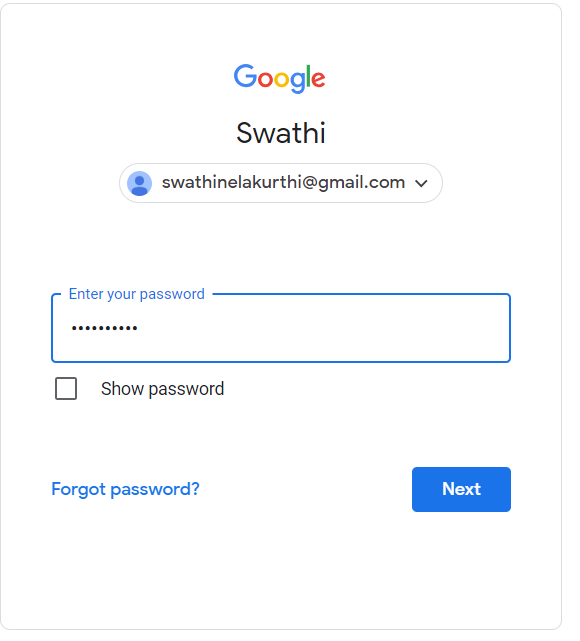 Google
Swathi
swathinelakurthi@gmail.com
Enter your password
••••••••••
Show password
Forgot password?
Next